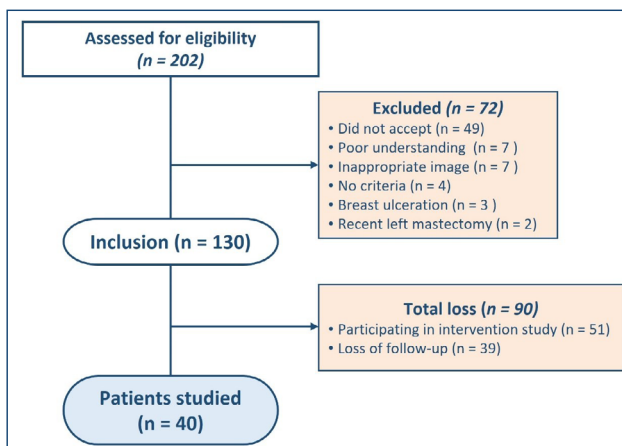 Assessed for eligibility
(n = 202)
Excluded (n = 72)
• Did not accept (n = 49)
• Poor understanding (n = 7 )
• Inappropriate image (n = 7 )
• No criteria (n = 4)
• Breast ulceration (n = 3 )
• Recent left mastectomy (n = 2)
Inclusion (n = 130)
Total loss (n = 90)
• Participating in intervention study (n = 51)
• Loss of follow-up (n = 39)
Patients studied
(n = 40)